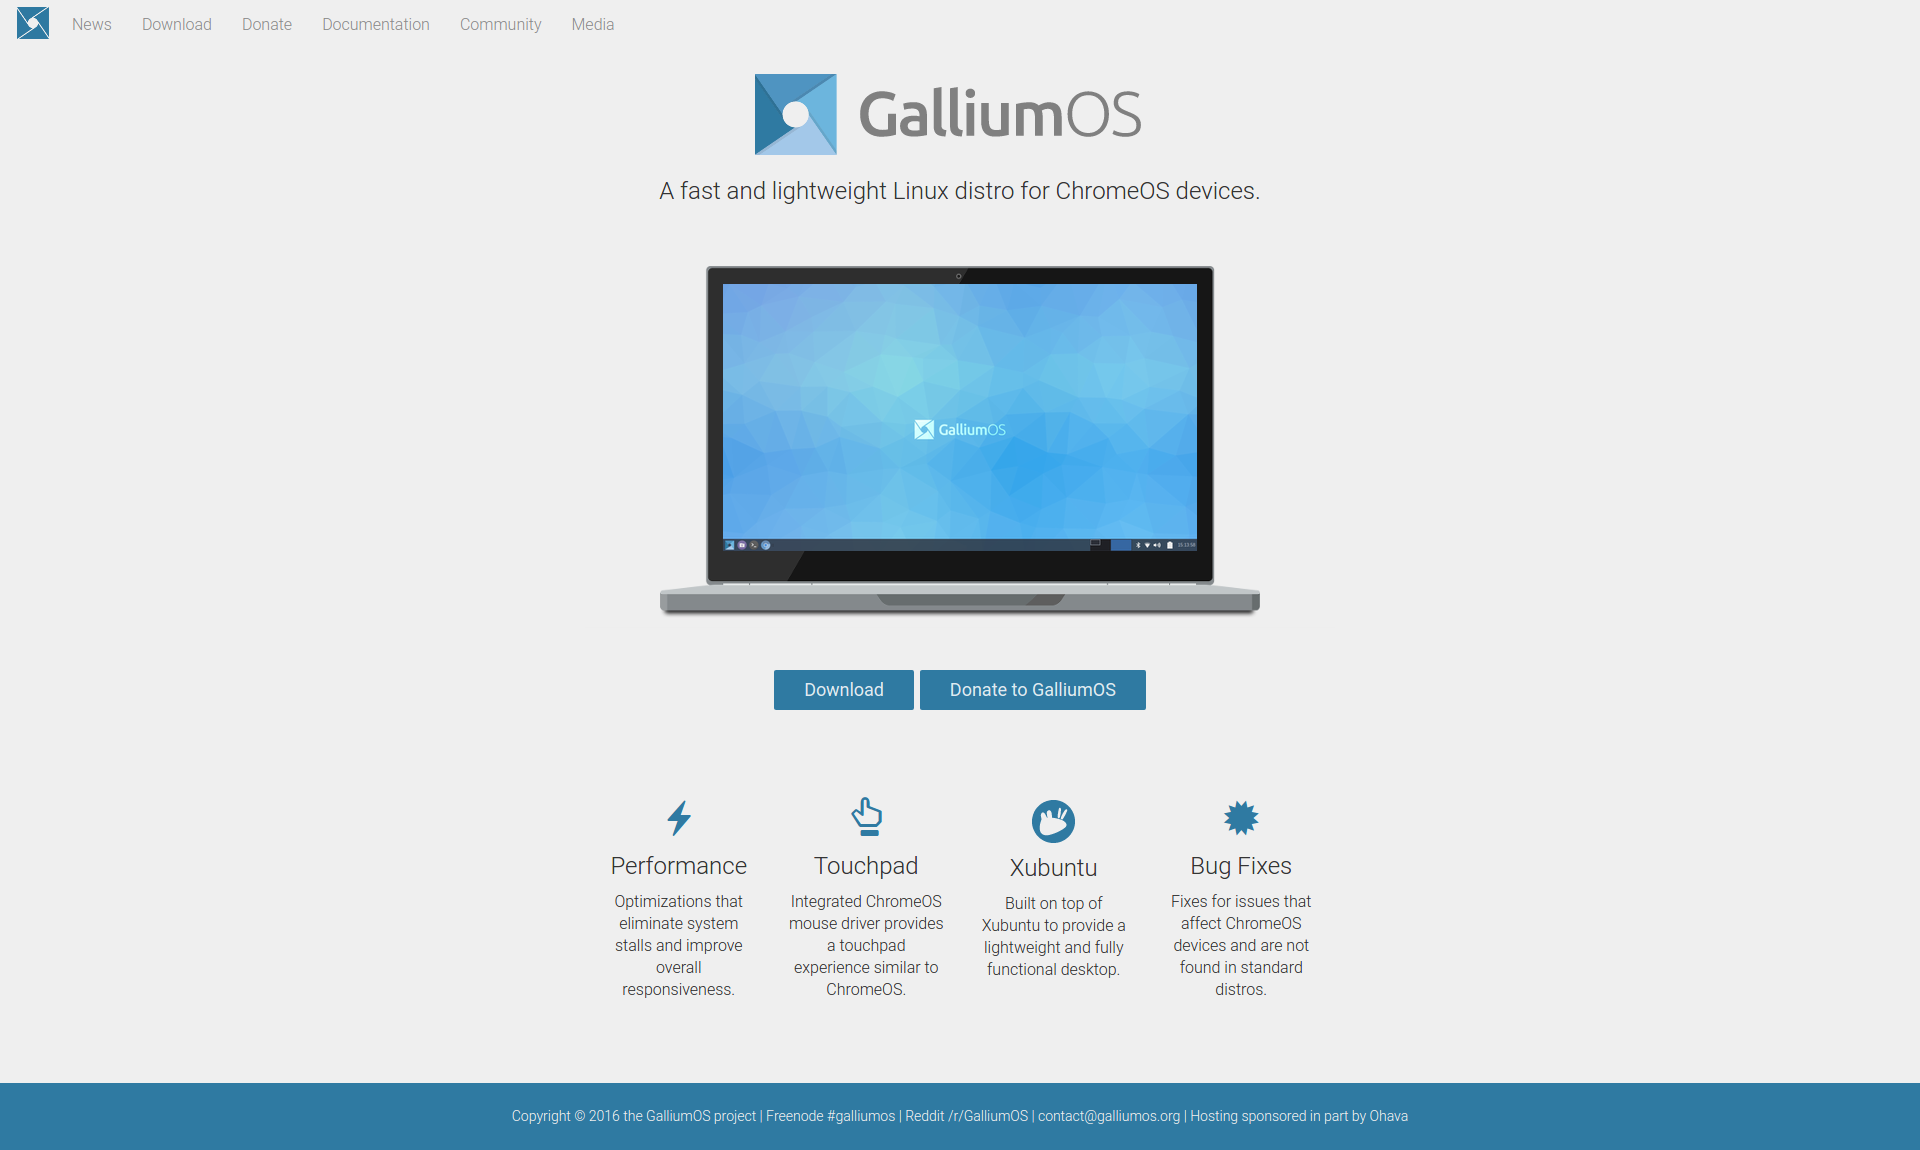 News Download Donate Documentation Community Media
GalliumOS
A fast and lightweight Linux distro for ChromeOS devices.
GalliumOS
Download Donate to GalliumOS
Performance
Optimizations that
eliminate system
stalls and improve
overall
responsiveness.
Touchpad
Integrated ChromeOS
mouse driver provides
a touchpad
experience similar to
ChromeOS.
Xubuntu
Built on top of
Xubuntu to provide a
lightweight and fully
functional desktop.
Bug Fixes
Fixes for issues that
affect ChromeOS
devices and are not
found in standard
distros.
Copyright © 2016 the GalliumOS project | Freenode #galliumos | Reddit /r/GalliumOS | contact@galliumos.org | Hosting sponsored in part by Ohava